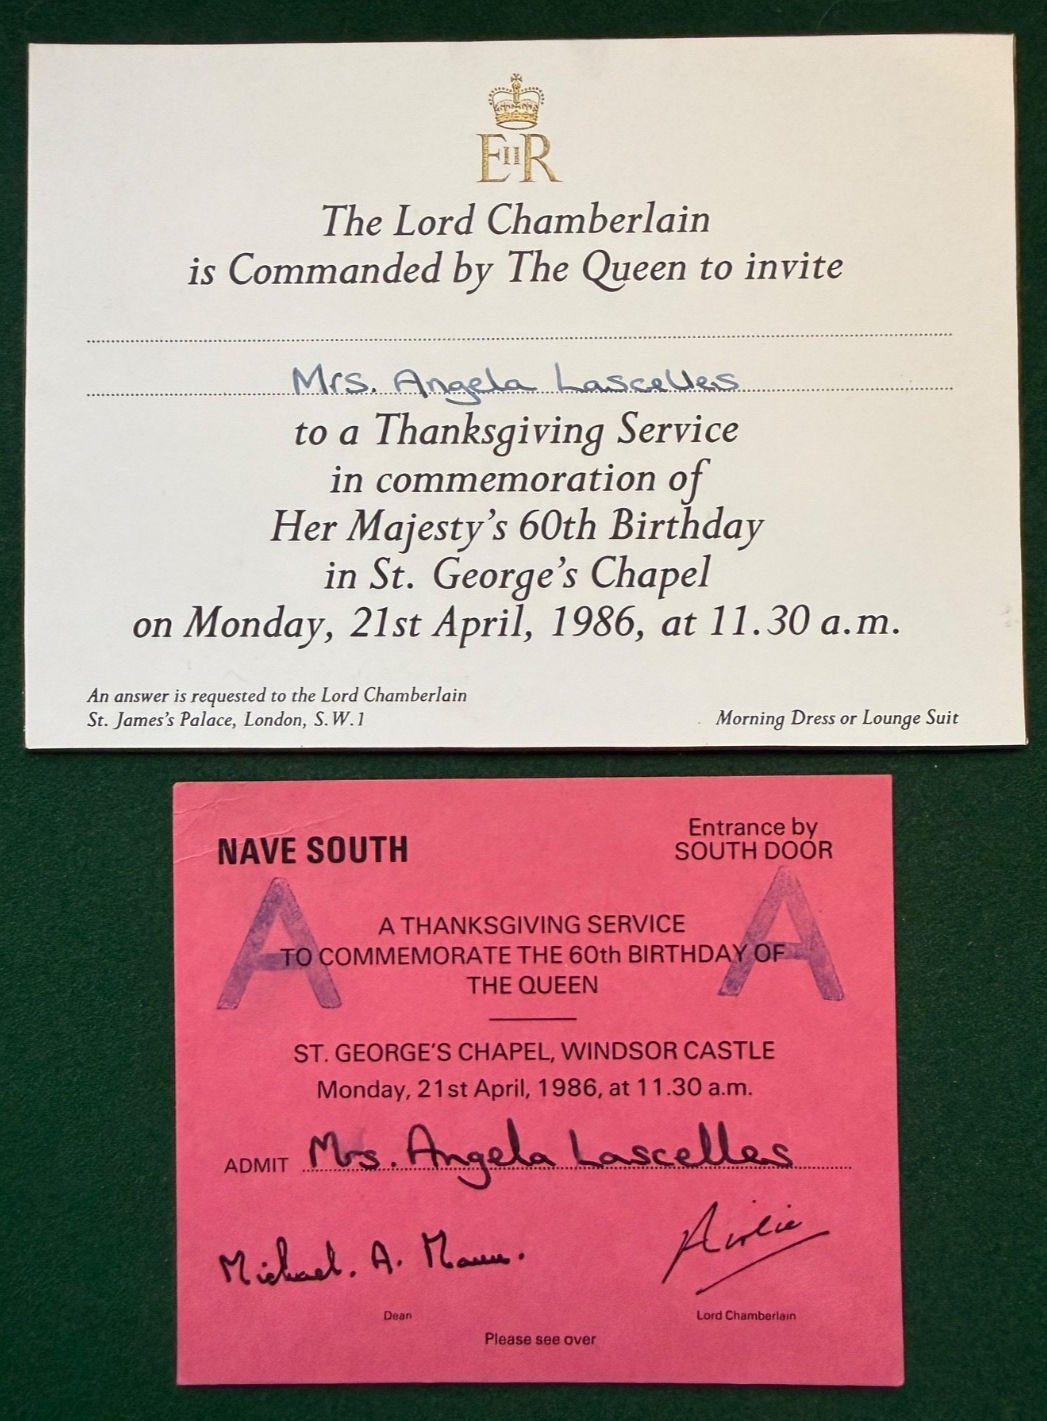 EIIR
The Lord Chamberlain
is Commanded by The Queen to invite
Mrs. Angela Lascelles
to a Thanksgiving Service
in commemoration of
Her Majesty's 60th Birthday
in St. George's Chapel
on Monday, 21st April, 1986, at 11.30 a.m.
An answer is requested to the Lord Chamberlain
St. James's Palace, London, S.W.1
Morning Dress or Lounge Suit
NAVE SOUTH
Entrance by
SOUTH DOOR
A A
A THANKSGIVING SERVICE
TO COMMEMORATE THE 60th BIRTHDAY OF
THE QUEEN
ST. GEORGE'S CHAPEL, WINDSOR CASTLE
Monday, 21st April, 1986, at 11.30 a.m.
ADMIT Mrs. Angela Lascelles
Michael. A. Mann.
Airlie
Dean
Lord Chamberlain
Please see over